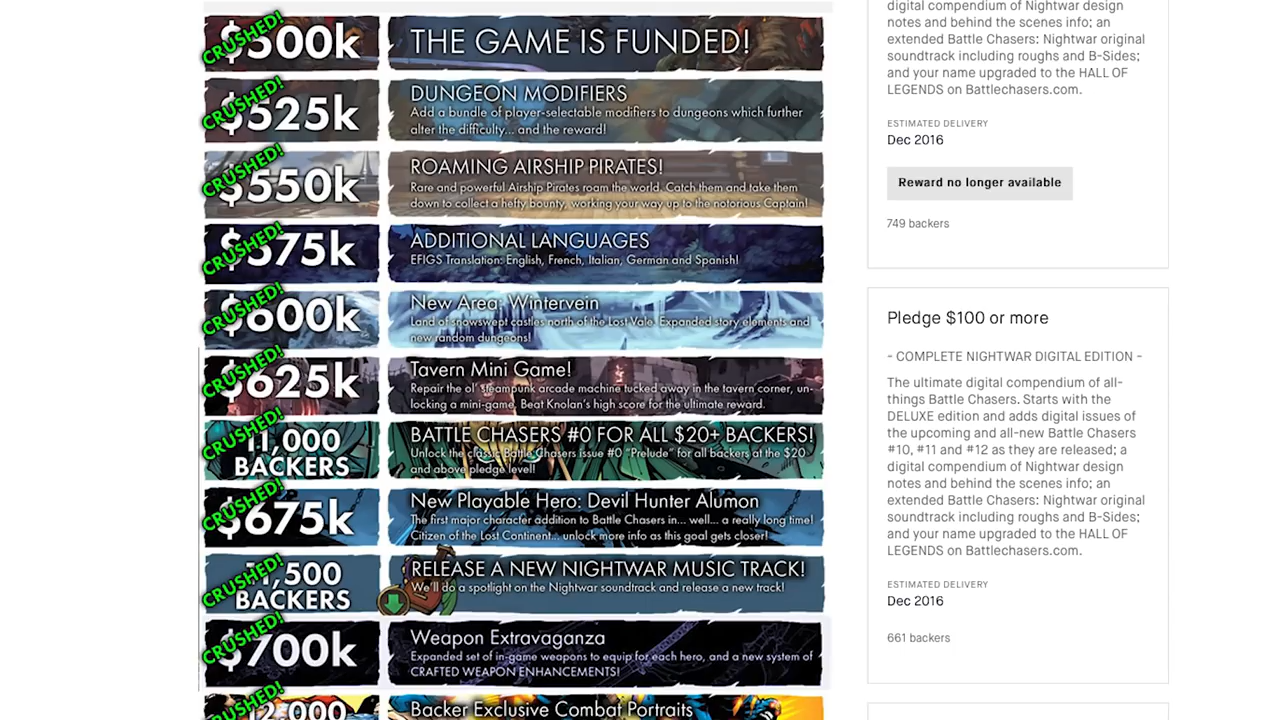 CRUSHED!
$500k
THE GAME IS FUNDED!
CRUSHED!
$525k
DUNGEON MODIFIERS
Add a bundle of player-selectable modifiers to dungeons which further
alter the difficulty... and the reward!
CRUSHED!
$550k
ROAMING AIRSHIP PIRATES!
Rare and powerful Airship Pirates roam the world. Catch them and take them
down to collect a hefty bounty, working your way up to the notorious Captain!
CRUSHED!
$575k
ADDITIONAL LANGUAGES
EFIGS Translation: English, French, Italian, German and Spanish!
CRUSHED!
$600k
New Area: Wintervein
Land of snowswept castles north of the Lost Vale. Expanded story elements and
new random dungeons!
CRUSHED!
$625k
Tavern Mini Game!
Repair the ol' steampunk arcade machine tucked away in the tavern corner, un-
locking a mini-game. Beat Knolan's high score for the ultimate reward.
CRUSHED!
11,000
BACKERS
BATTLE CHASERS #0 FOR ALL $20+ BACKERS!
Unlock the classic Battle Chasers issue #0 "Prelude" for all backers at the $20
and above pledge level!
CRUSHED!
$675k
New Playable Hero: Devil Hunter Alumon
The first major character addition to Battle Chasers in... well... a really long time!
Citizen of the Lost Continent... unlock more info as this goal gets closer!
CRUSHED!
11,500
BACKERS
RELEASE A NEW NIGHTWAR MUSIC TRACK!
We'll do a spotlight on the Nightwar soundtrack and release a new track!
CRUSHED!
$700k
Weapon Extravaganza
Expanded set of in-game weapons to equip for each hero, and a new system of
CRAFTED WEAPON ENHANCEMENTS!
CRUSHED!
12,000
Backer Exclusive Combat Portraits
digital compendium of Nightwar design
notes and behind the scenes info; an
extended Battle Chasers: Nightwar original
soundtrack including roughs and B-Sides;
and your name upgraded to the HALL OF
LEGENDS on Battlechasers.com.
ESTIMATED DELIVERY
Dec 2016
Reward no longer available
749 backers
Pledge $100 or more
- COMPLETE NIGHTWAR DIGITAL EDITION -
The ultimate digital compendium of all-
things Battle Chasers. Starts with the
DELUXE edition and adds digital issues of
the upcoming and all-new Battle Chasers
#10, #11 and #12 as they are released; a
digital compendium of Nightwar design
notes and behind the scenes info; an
extended Battle Chasers: Nightwar original
soundtrack including roughs and B-Sides;
and your name upgraded to the HALL OF
LEGENDS on Battlechasers.com.
ESTIMATED DELIVERY
Dec 2016
661 backers